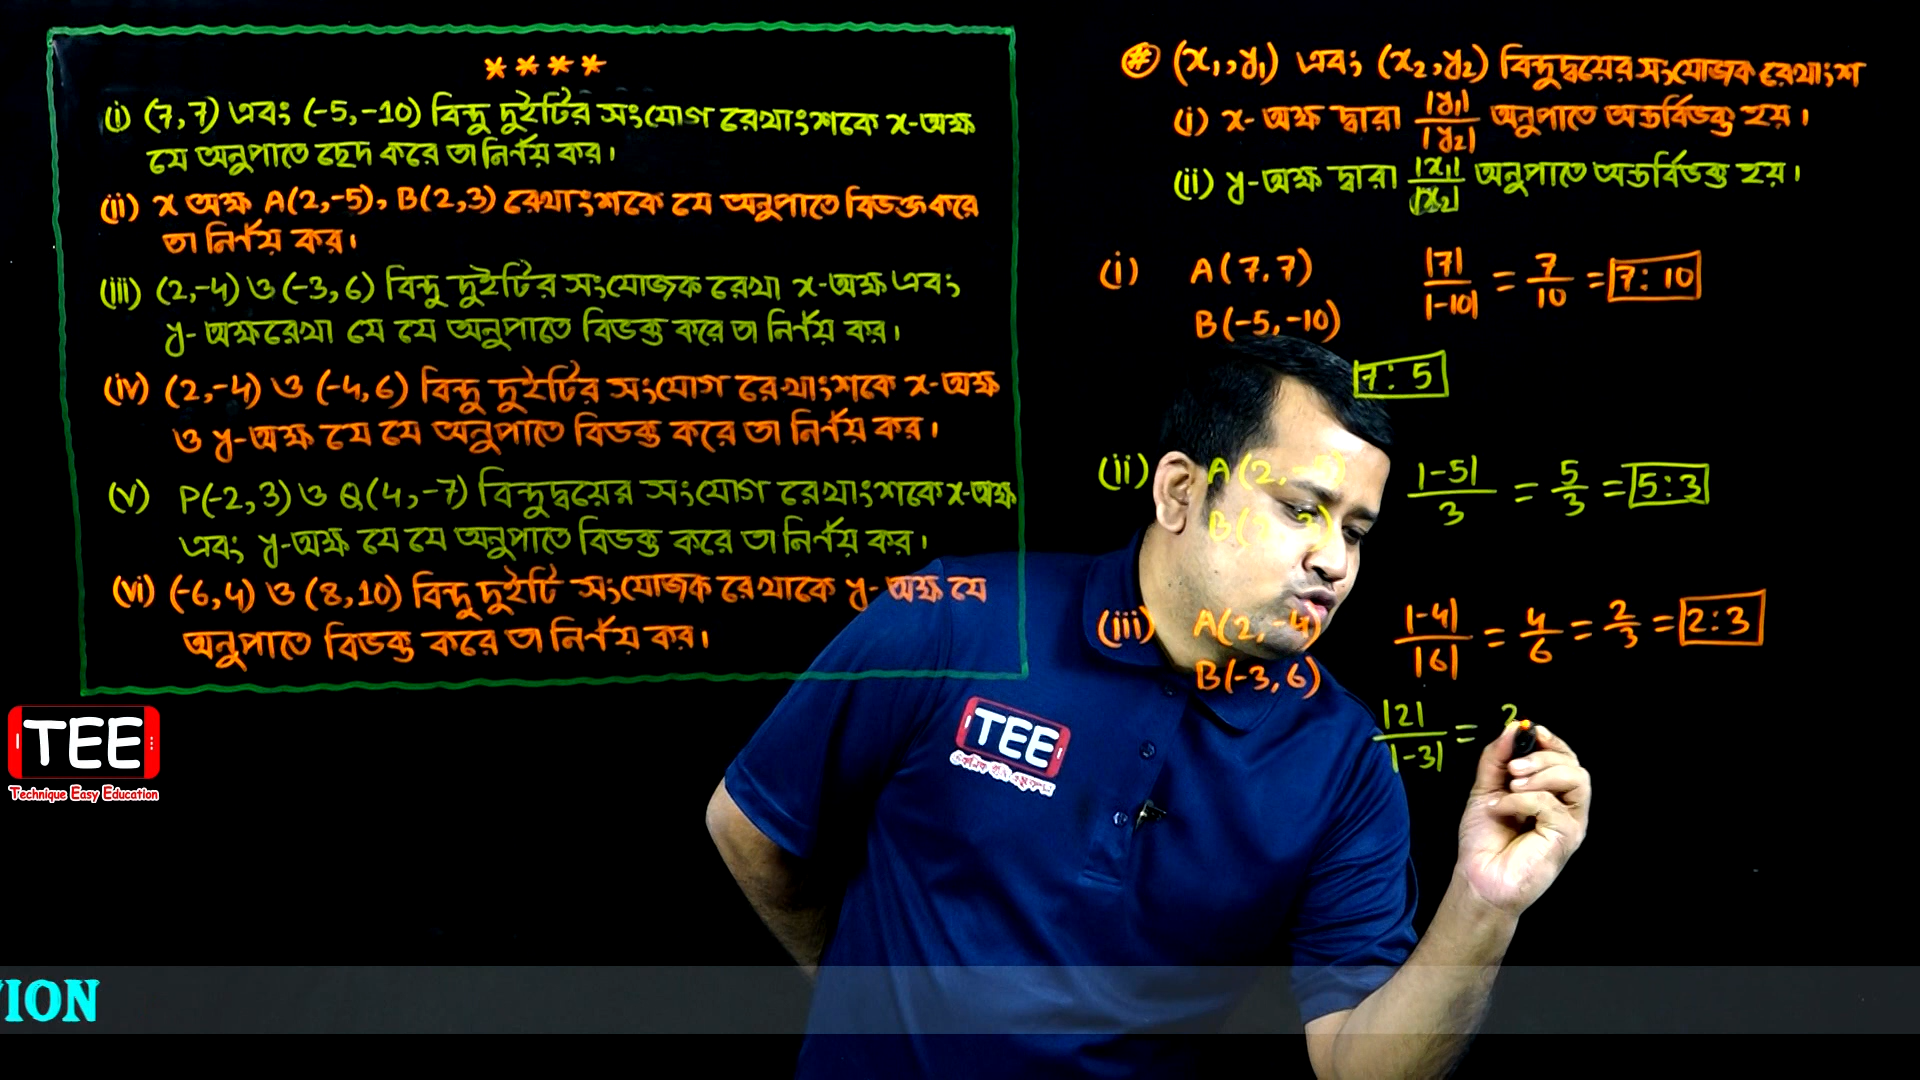 ****
(i) (7,7) এবং (-5,-10) বিন্দু দুইটির সংযোগ রেখাংশকে x-অক্ষ
যে অনুপাতে ছেদ করে তা নির্ণয় কর।
(ii) x অক্ষ A(2,-5), B(2,3) রেখাংশকে যে অনুপাতে বিভক্ত করে
তা নির্ণয় কর।
(iii) (2,-4) ও (-3,6) বিন্দু দুইটির সংযোজক রেখা x-অক্ষ এবং
y-অক্ষরেখা যে যে অনুপাতে বিভক্ত করে তা নির্ণয় কর।
(iv) (2,-4) ও (-4,6) বিন্দু দুইটির সংযোগ রেখাংশকে x-অক্ষ
ও y-অক্ষ যে যে অনুপাতে বিভক্ত করে তা নির্ণয় কর।
(v) P(-2,3) ও Q(4,-7) বিন্দুদ্বয়ের সংযোগ রেখাংশকে x-অক্ষ
এবং y-অক্ষ যে যে অনুপাতে বিভক্ত করে তা নির্ণয় কর।
(vi) (-6,4) ও (8,10) বিন্দু দুইটি সংযোজক রেখাকে y-অক্ষ যে
অনুপাতে বিভক্ত করে তা নির্ণয় কর।
# (x₁,y₁) এবং (x₂,y₂) বিন্দুদ্বয়ের সংযোজক রেখাংশ
(i) x-অক্ষ দ্বারা |y₁|/|y₂| অনুপাতে অন্তর্বিভক্ত হয়।
(ii) y-অক্ষ দ্বারা |x₁|/|x₂| অনুপাতে অন্তর্বিভক্ত হয়।
(i) A(7,7) |7|/|-10| = 7/10 = 7:10
B(-5,-10)
7:5
(ii) A(2,-5) |-5|/3 = 5/3 = 5:3
B(2,3)
(iii) A(2,-4) |-4|/|6| = 4/6 = 2/3 = 2:3
B(-3,6)
|2|/|-3| = 2
TEE
Technique Easy Education
TEE
ION